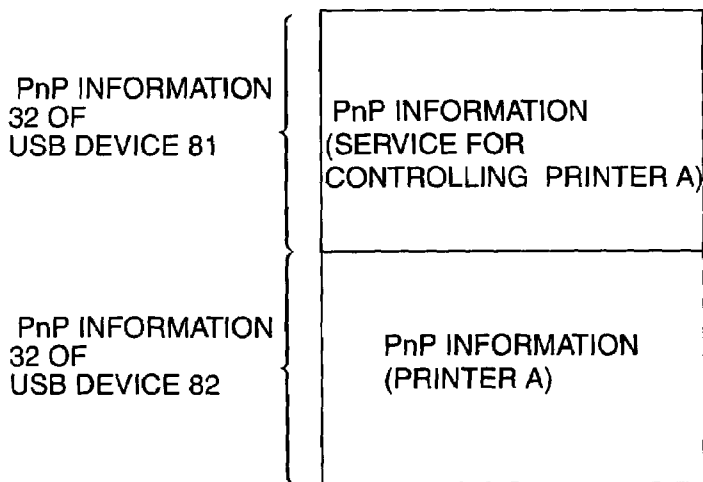 PnP INFORMATION
32 OF
USB DEVICE 81
PnP INFORMATION
(SERVICE FOR
CONTROLLING PRINTER A)
PnP INFORMATION
32 OF
USB DEVICE 82
PnP INFORMATION
(PRINTER A)